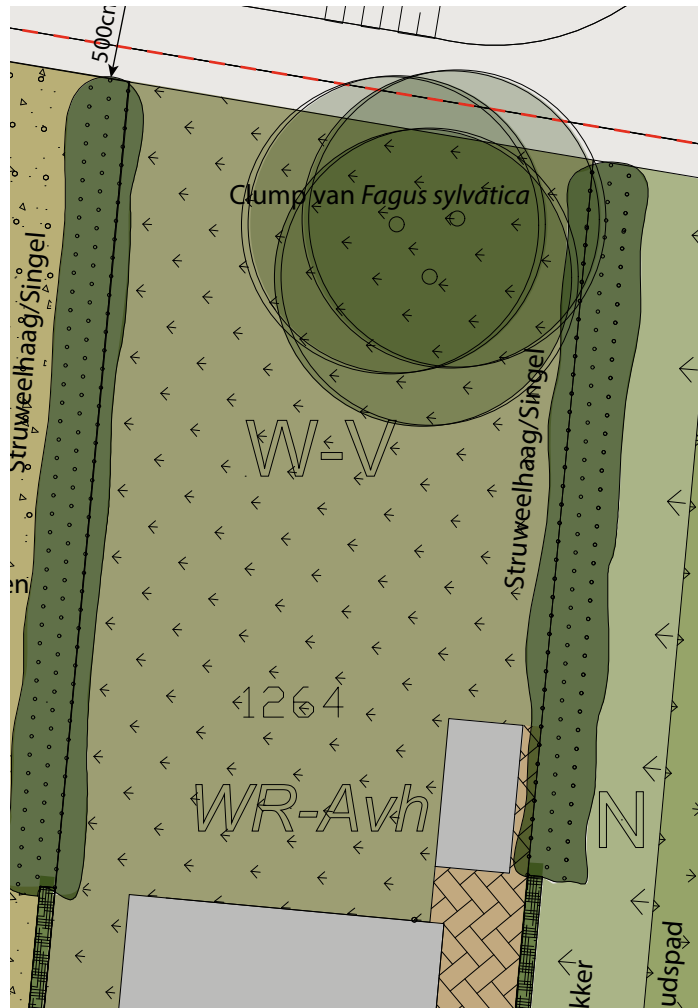 500cm
Clump van Fagus sylvatica
Struweelhaag/Singel
Struweelhaag/Singel
W-V
en
1264
WR-Avh
N
kker
udspad